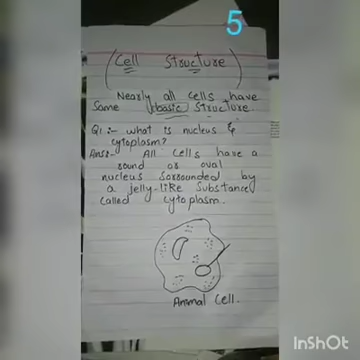 5
(Cell Structure)
Nearly all cells have
Same basic structure.
Q1:- What is nucleus &
cytoplasm?
Ans:- All cells have a
round or oval
nucleus sorrounded by
a jelly-like substance
called cytoplasm.
Animal Cell.
InShOt